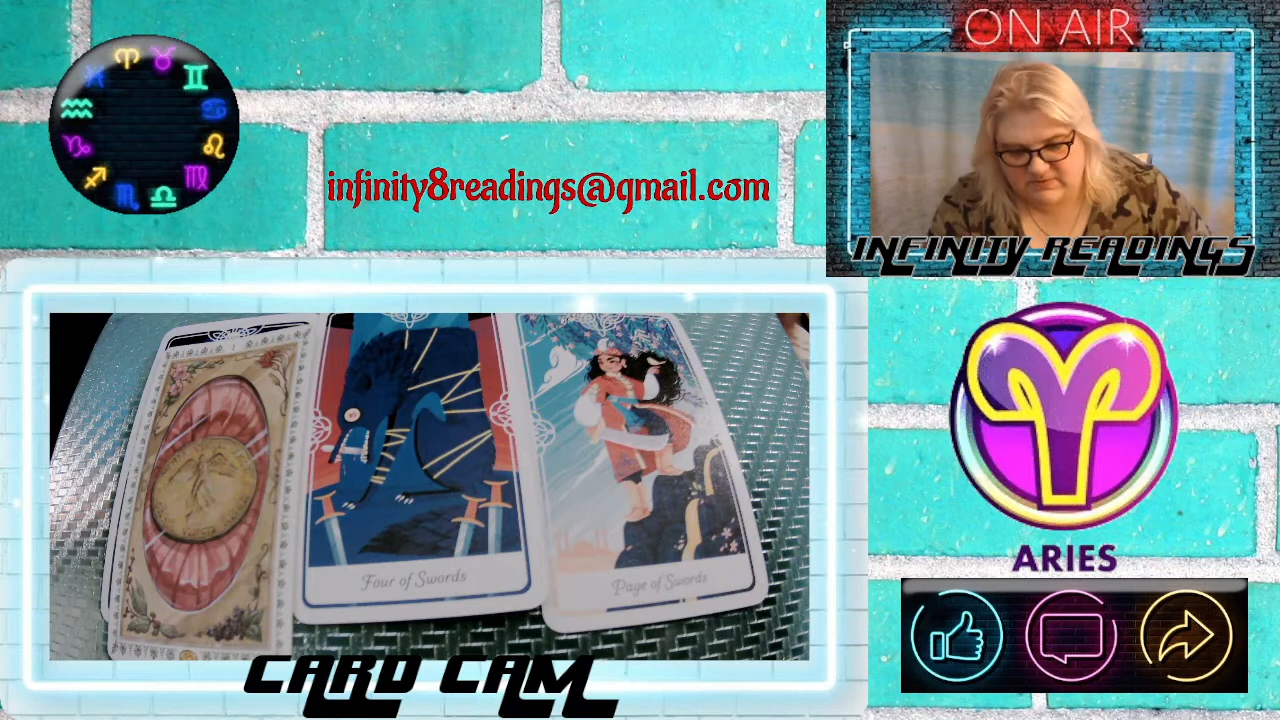 ON AIR
infinity8readings@gmail.com
INFINITY READINGS
Four of Swords
Page of Swords
ARIES
CARD CAM